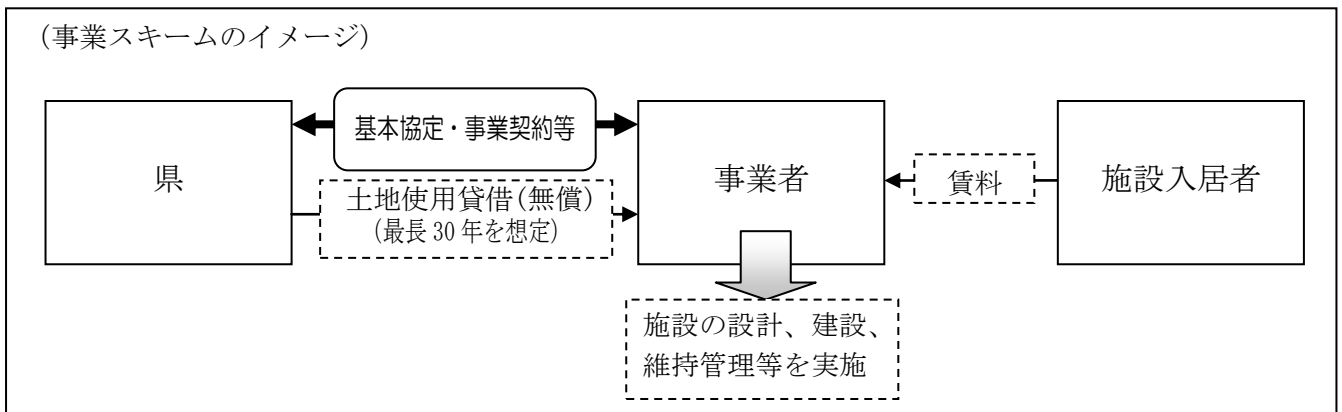 (事業スキームのイメージ)
県
基本協定・事業契約等
土地使用貸借(無償)
(最長 30 年を想定)
事業者
賃料
施設入居者
施設の設計、建設、
維持管理等を実施